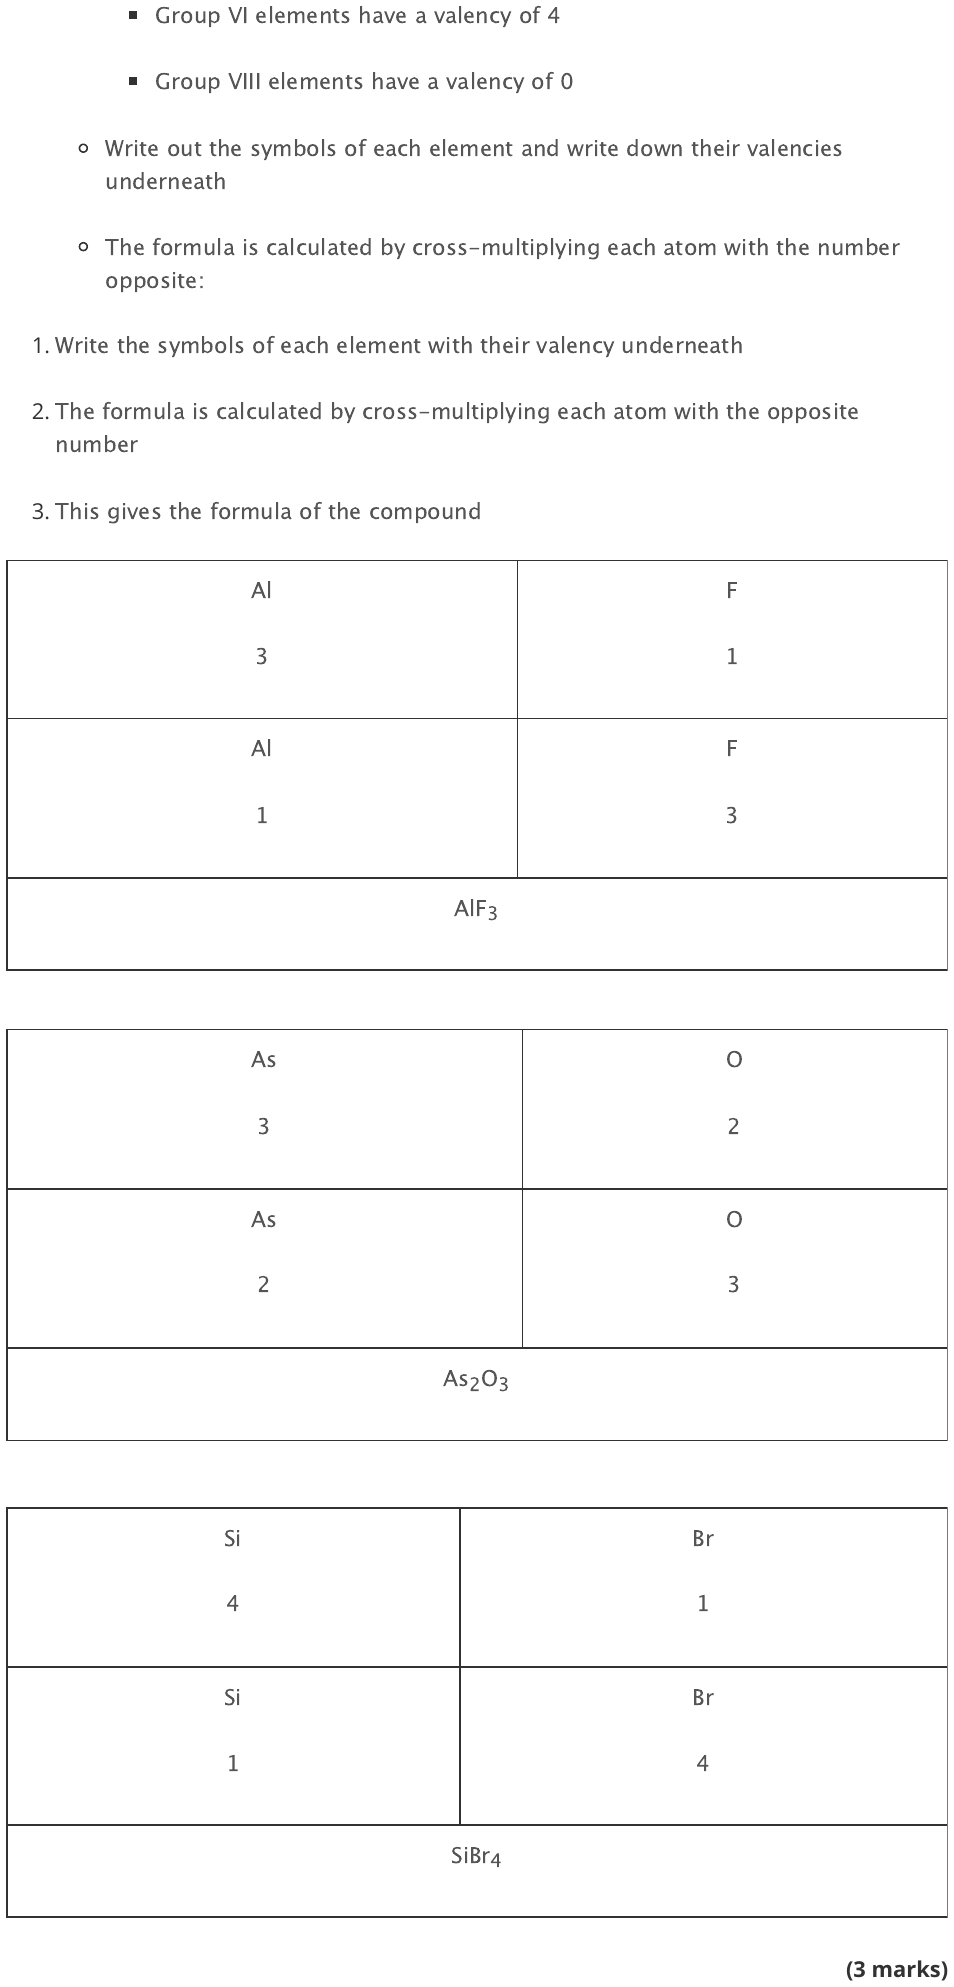 ▪ Group VI elements have a valency of 4
▪ Group VIII elements have a valency of 0
○ Write out the symbols of each element and write down their valencies
underneath
○ The formula is calculated by cross-multiplying each atom with the number
opposite:
1. Write the symbols of each element with their valency underneath
2. The formula is calculated by cross-multiplying each atom with the opposite
number
3. This gives the formula of the compound
Al F
3 1
Al F
1 3
AlF₃
As O
3 2
As O
2 3
As₂O₃
Si Br
4 1
Si Br
1 4
SiBr₄
(3 marks)